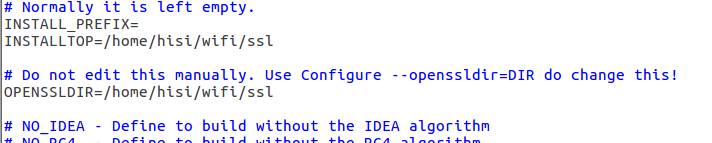 # Normally it is left empty.
INSTALL_PREFIX=
INSTALLTOP=/home/hisi/wifi/ssl
# Do not edit this manually. Use Configure --openssldir=DIR do change this!
OPENSSLDIR=/home/hisi/wifi/ssl
# NO_IDEA - Define to build without the IDEA algorithm
# NO_RC4 - Define to build without the RC4 algorithm